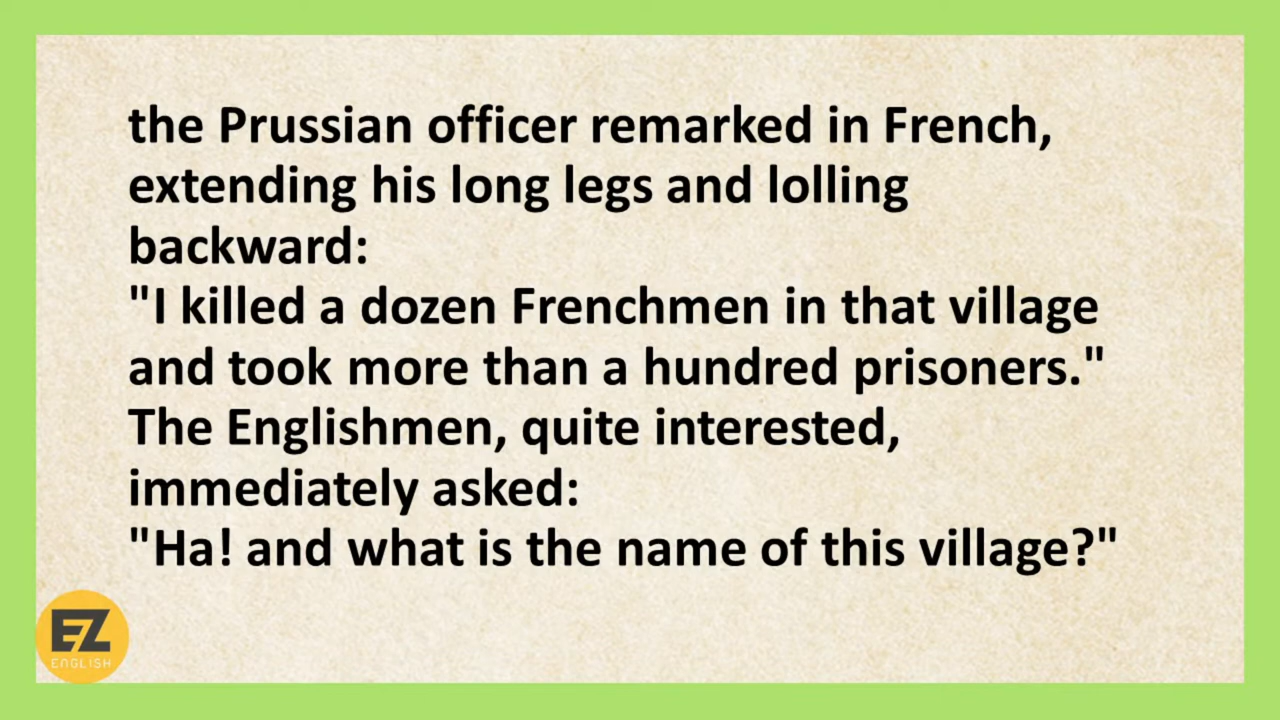 the Prussian officer remarked in French,
extending his long legs and lolling
backward:
"I killed a dozen Frenchmen in that village
and took more than a hundred prisoners."
The Englishmen, quite interested,
immediately asked:
"Ha! and what is the name of this village?"
EZ
ENGLISH